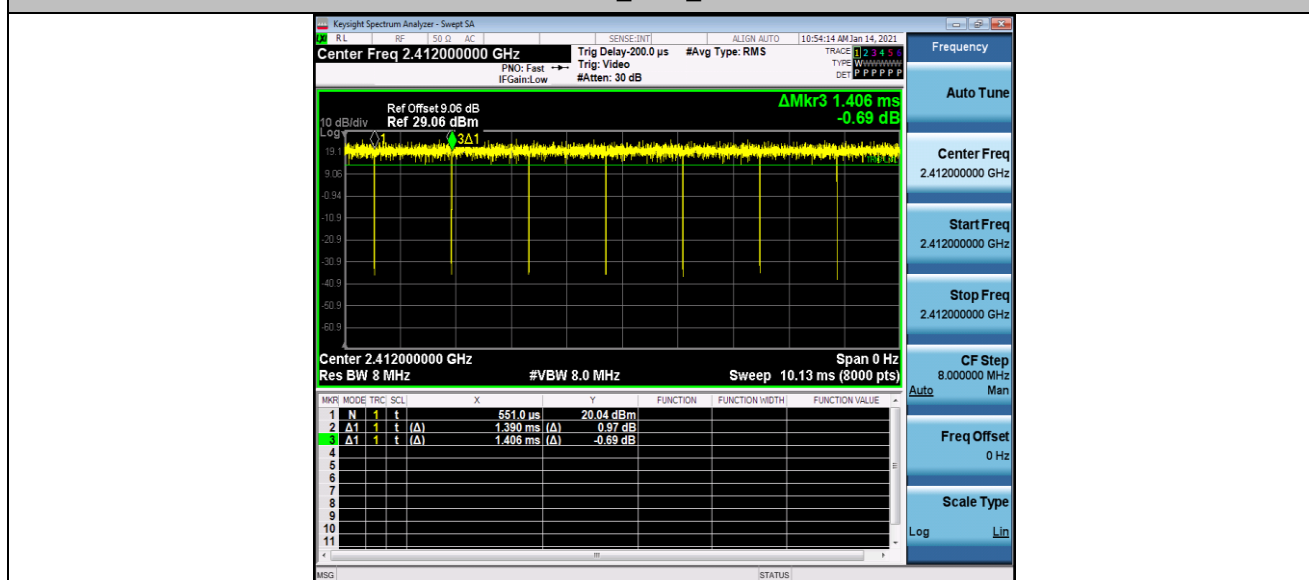 Keysight Spectrum Analyzer - Swept SA
RL RF 50 Ω AC SENSE:INT ALIGN AUTO 10:54:14 AM Jan 14, 2021
Center Freq 2.412000000 GHz
PNO: Fast
IFGain:Low
Trig Delay-200.0 µs
Trig: Video
#Atten: 30 dB
#Avg Type: RMS
TRACE 1 2 3 4 5 6
TYPE WWWWWW
DET P P P P P P
Frequency
Ref Offset 9.06 dB
10 dB/div Ref 29.06 dBm
ΔMkr3 1.406 ms
-0.69 dB
Log
1
3Δ1
19.1
9.06
-0.94
-10.9
-20.9
-30.9
-40.9
-50.9
-60.9
Center 2.412000000 GHz Span 0 Hz
Res BW 8 MHz #VBW 8.0 MHz Sweep 10.13 ms (8000 pts)
MKR MODE TRC SCL X Y FUNCTION FUNCTION WIDTH FUNCTION VALUE
1 N 1 t 551.0 µs 20.04 dBm
2 Δ1 1 t (Δ) 1.390 ms (Δ) 0.97 dB
3 Δ1 1 t (Δ) 1.406 ms (Δ) -0.69 dB
4
5
6
7
8
9
10
11
MSG STATUS
Auto Tune
Center Freq
2.412000000 GHz
Start Freq
2.412000000 GHz
Stop Freq
2.412000000 GHz
CF Step
8.000000 MHz
Auto Man
Freq Offset
0 Hz
Scale Type
Log Lin